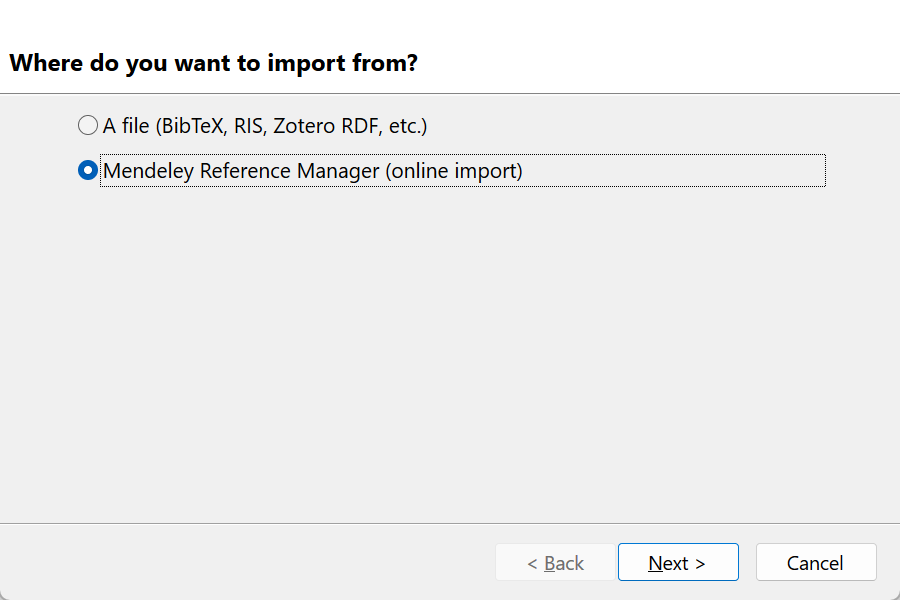 Where do you want to import from?
A file (BibTeX, RIS, Zotero RDF, etc.)
Mendeley Reference Manager (online import)
< Back
Next >
Cancel